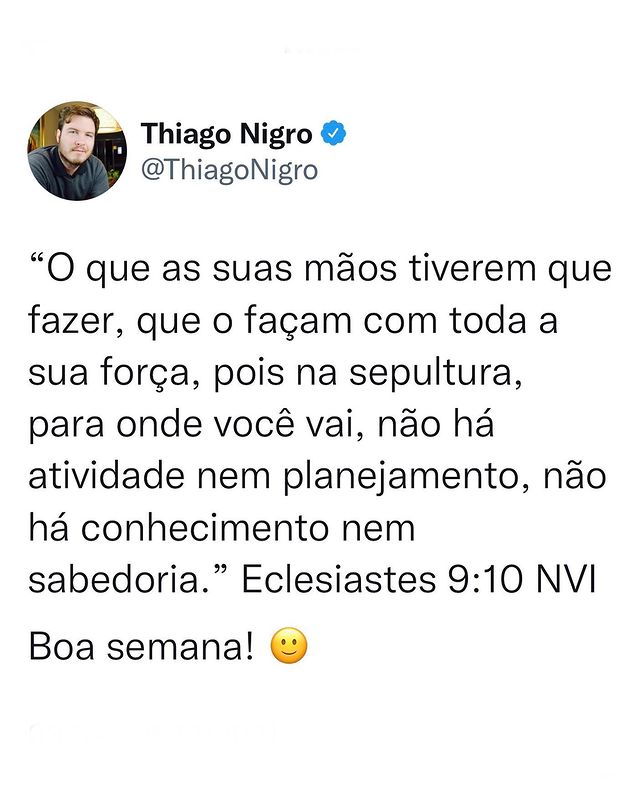 Thiago Nigro
@ThiagoNigro
“O que as suas mãos tiverem que
fazer, que o façam com toda a
sua força, pois na sepultura,
para onde você vai, não há
atividade nem planejamento, não
há conhecimento nem
sabedoria.” Eclesiastes 9:10 NVI
Boa semana! 🙂